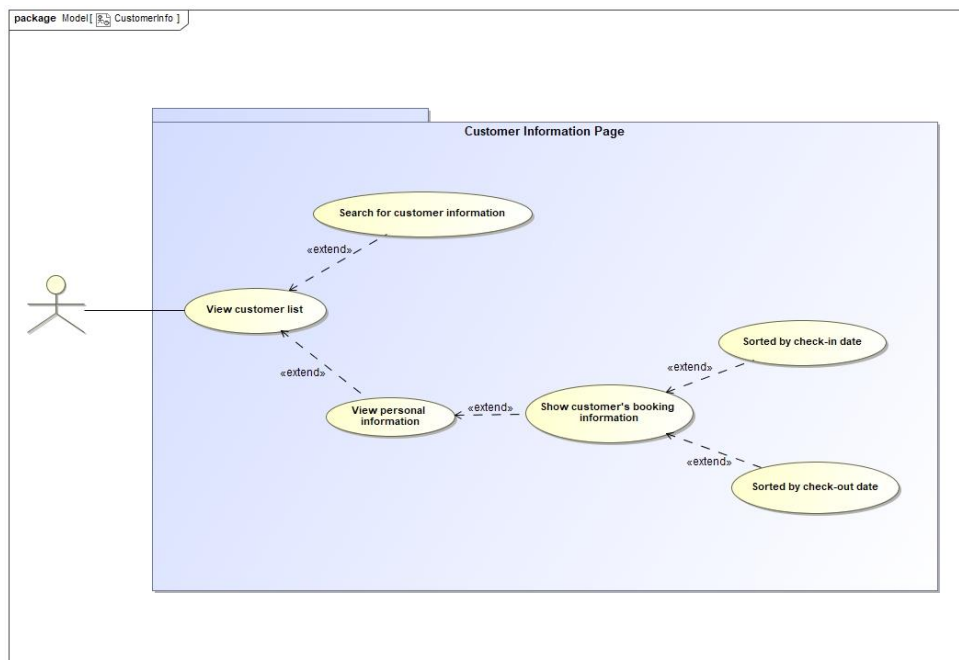 package Model[ CustomerInfo ]
Customer Information Page
Search for customer information
«extend»
View customer list
Sorted by check-in date
«extend»
«extend»
View personal
information
«extend»
Show customer's booking
information
«extend»
Sorted by check-out date